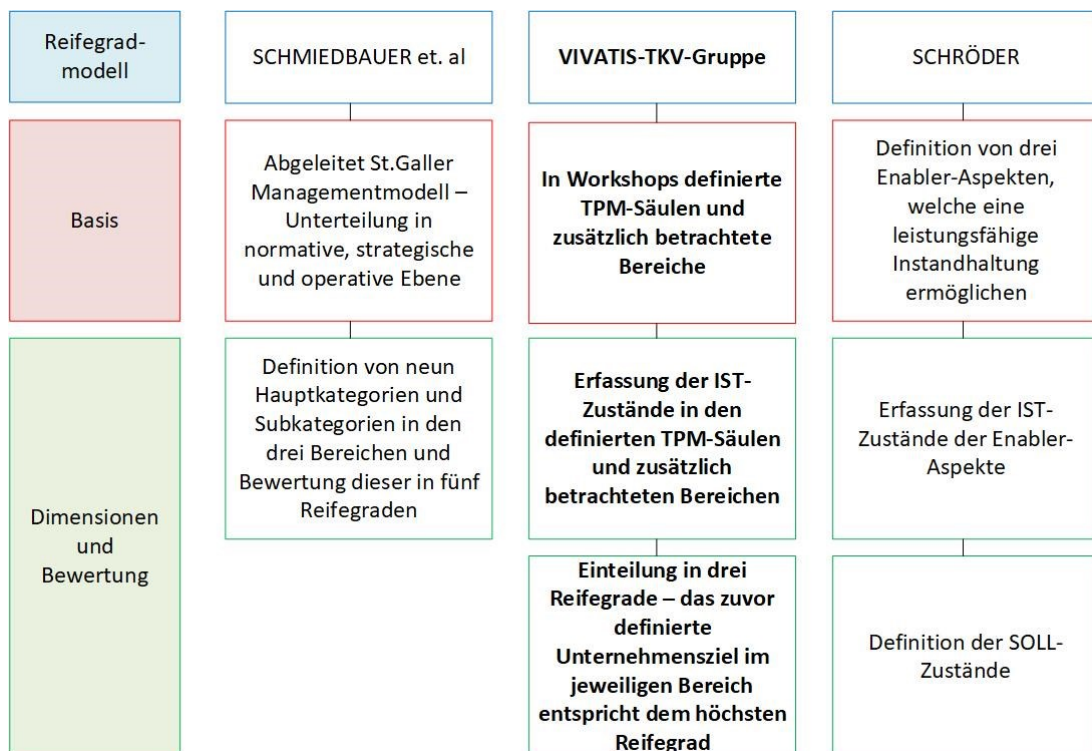 Reifegrad-
modell
SCHMIEDBAUER et. al
VIVATIS-TKV-Gruppe
SCHRÖDER
Basis
Abgeleitet St.Galler
Managementmodell –
Unterteilung in
normative, strategische
und operative Ebene
In Workshops definierte
TPM-Säulen und
zusätzlich betrachtete
Bereiche
Definition von drei
Enabler-Aspekten,
welche eine
leistungsfähige
Instandhaltung
ermöglichen
Dimensionen
und
Bewertung
Definition von neun
Hauptkategorien und
Subkategorien in den
drei Bereichen und
Bewertung dieser in fünf
Reifegraden
Erfassung der IST-
Zustände in den
definierten TPM-Säulen
und zusätzlich
betrachteten Bereichen
Erfassung der IST-
Zustände der Enabler-
Aspekte
Einteilung in drei
Reifegrade – das zuvor
definierte
Unternehmensziel im
jeweiligen Bereich
entspricht dem höchsten
Reifegrad
Definition der SOLL-
Zustände